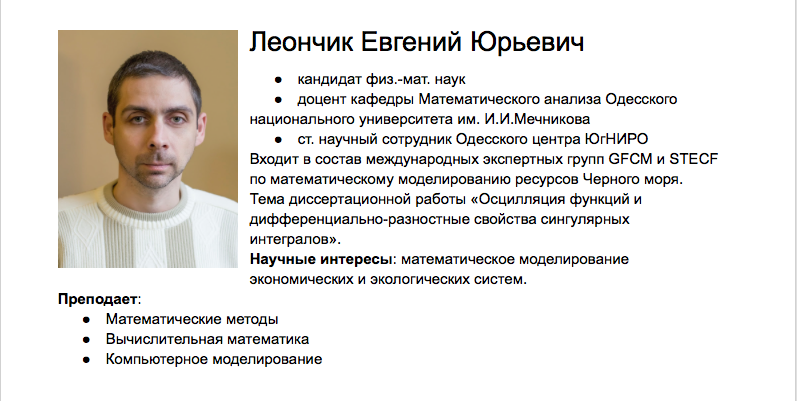 Леончик Евгений Юрьевич
● кандидат физ.-мат. наук
● доцент кафедры Математического анализа Одесского
национального университета им. И.И.Мечникова
● ст. научный сотрудник Одесского центра ЮгНИРО
Входит в состав международных экспертных групп GFCM и STECF
по математическому моделированию ресурсов Черного моря.
Тема диссертационной работы «Осцилляция функций и
дифференциально-разностные свойства сингулярных
интегралов».
Научные интересы: математическое моделирование
экономических и экологических систем.
Преподает:
● Математические методы
● Вычислительная математика
● Компьютерное моделирование